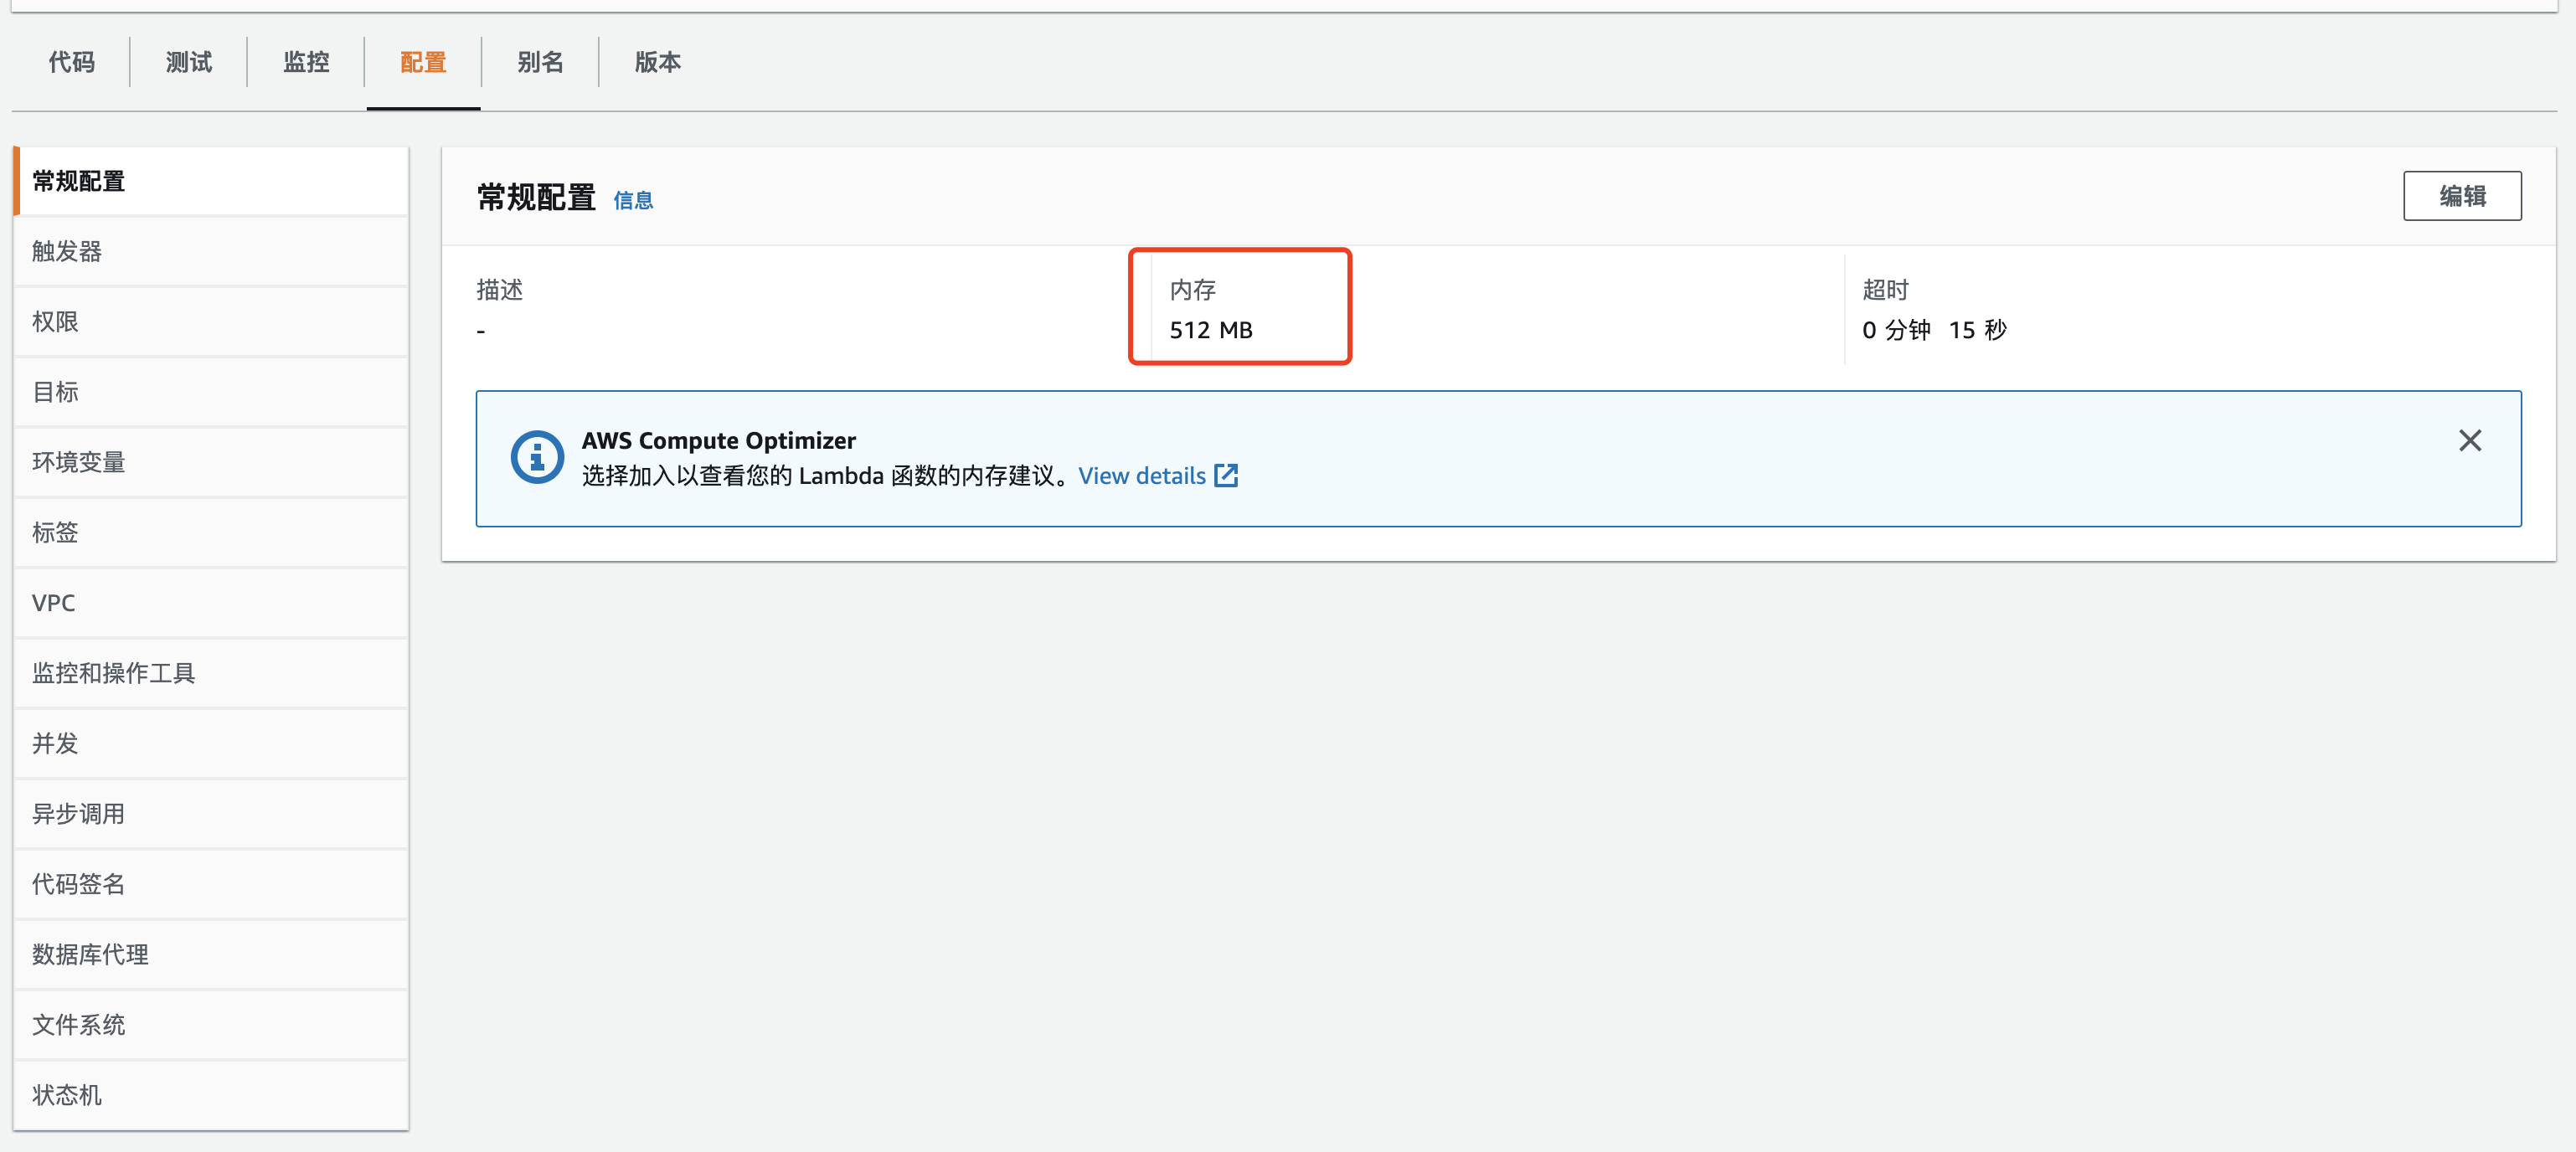 代码
测试
监控
配置
别名
版本
常规配置
触发器
权限
目标
环境变量
标签
VPC
监控和操作工具
并发
异步调用
代码签名
数据库代理
文件系统
状态机
常规配置 信息
编辑
描述
-
内存
512 MB
超时
0 分钟 15 秒
AWS Compute Optimizer
选择加入以查看您的 Lambda 函数的内存建议。View details